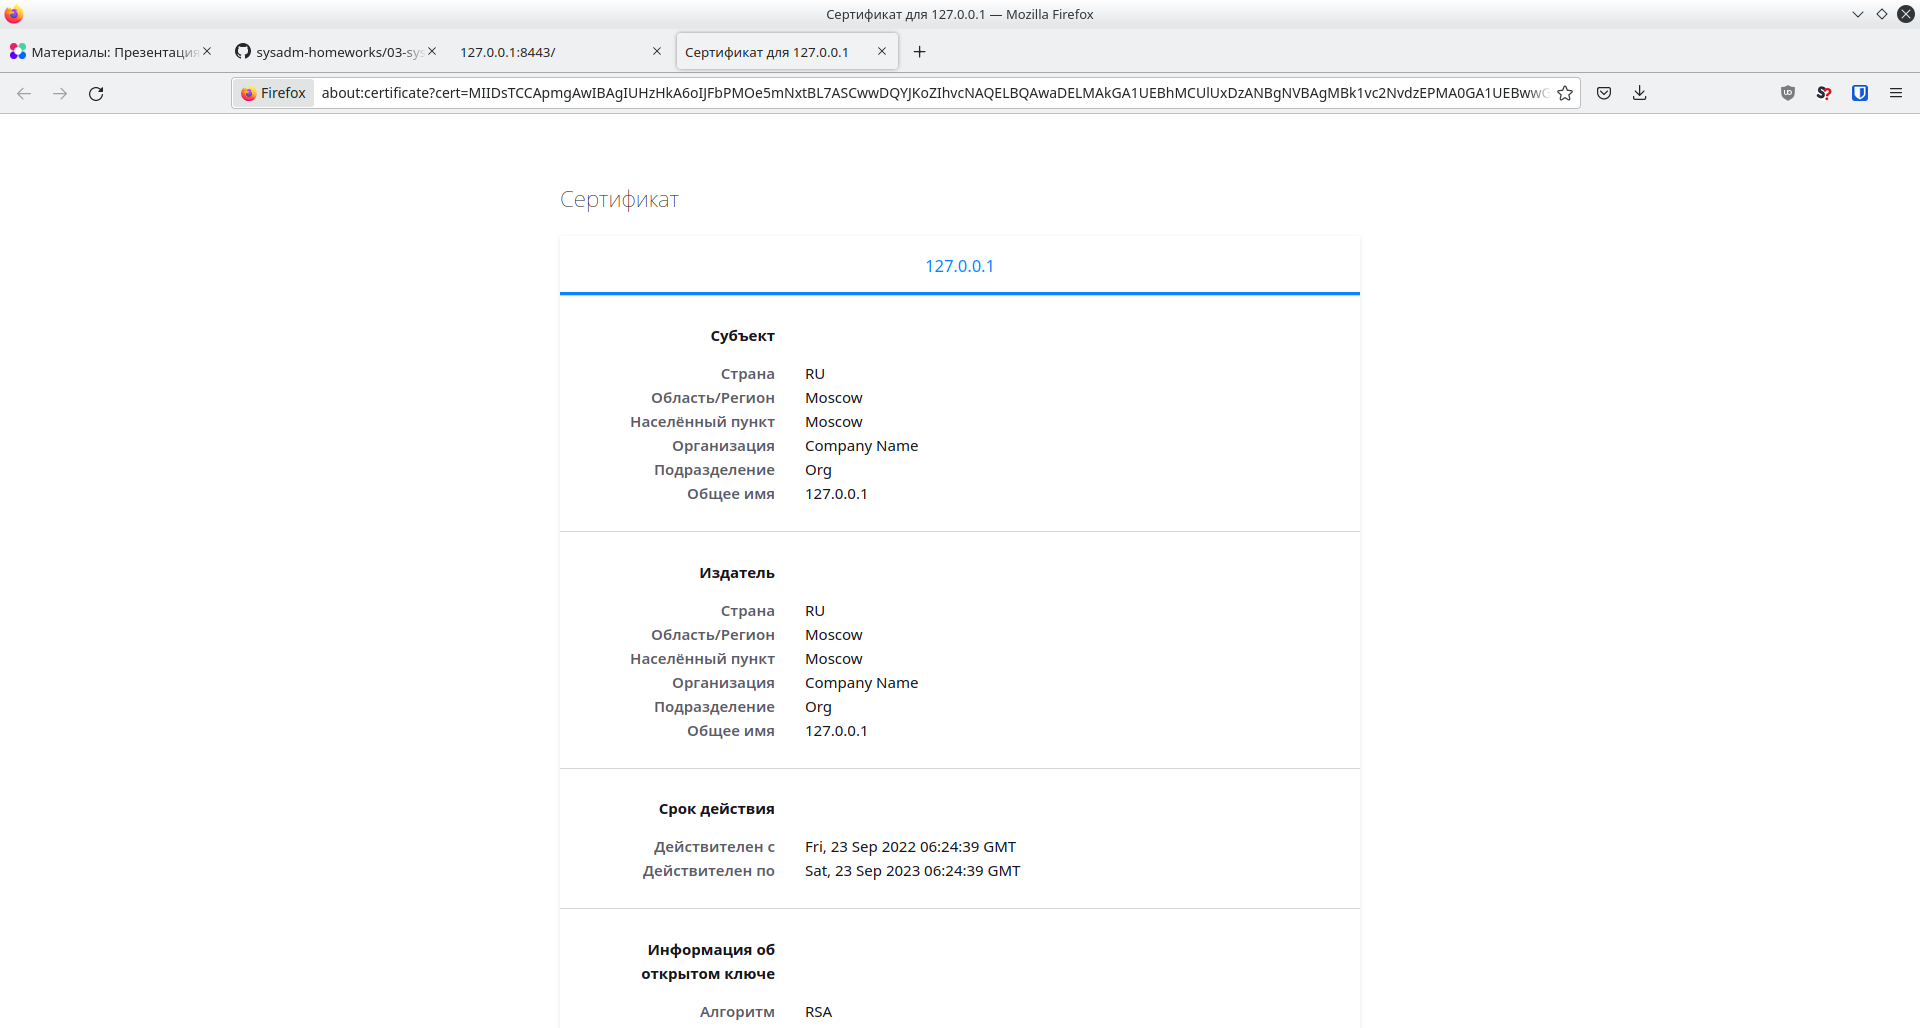 Сертификат для 127.0.0.1 — Mozilla Firefox
Материалы: Презентация
sysadm-homeworks/03-sys
127.0.0.1:8443/
Сертификат для 127.0.0.1
Firefox
about:certificate?cert=MIIDsTCCApmgAwIBAgIUHzHkA6oIJFbPMOe5mNxtBL7ASCwwDQYJKoZIhvcNAQELBQAwaDELMAkGA1UEBhMCUlUxDzANBgNVBAgMBk1vc2NvdzEPMA0GA1UEBwwG
Сертификат
127.0.0.1
Субъект
Страна RU
Область/Регион Moscow
Населённый пункт Moscow
Организация Company Name
Подразделение Org
Общее имя 127.0.0.1
Издатель
Страна RU
Область/Регион Moscow
Населённый пункт Moscow
Организация Company Name
Подразделение Org
Общее имя 127.0.0.1
Срок действия
Действителен с Fri, 23 Sep 2022 06:24:39 GMT
Действителен по Sat, 23 Sep 2023 06:24:39 GMT
Информация об
открытом ключе
Алгоритм RSA